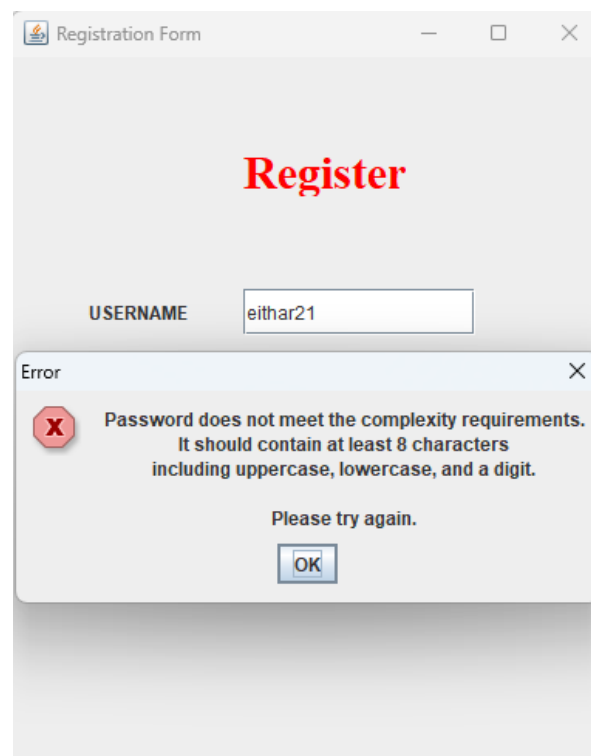 Registration Form
Register
USERNAME
eithar21
Error
Password does not meet the complexity requirements.
It should contain at least 8 characters
including uppercase, lowercase, and a digit.
Please try again.
OK